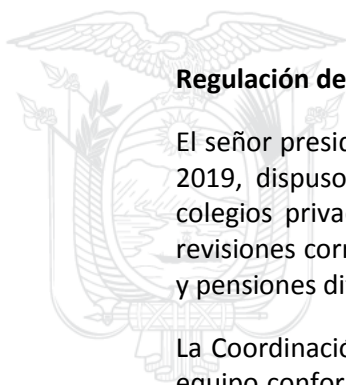 Regulación de
El señor presid
2019, dispuso
colegios priva
revisiones corr
y pensiones di
La Coordinació
equipo confor